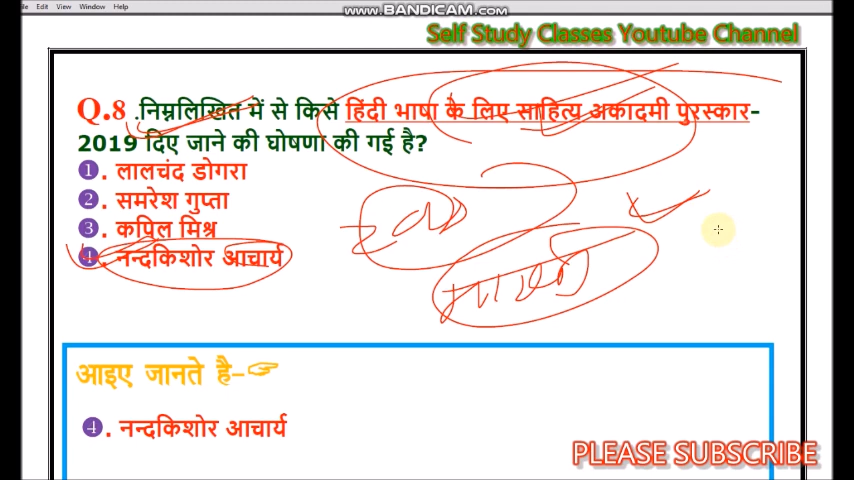 www.BANDICAM.com
File Edit View Window Help
Self Study Classes Youtube Channel
Q.8 .निम्नलिखित में से किसे हिंदी भाषा के लिए साहित्य अकादमी पुरस्कार-
2019 दिए जाने की घोषणा की गई है?
1. लालचंद डोगरा
2. समरेश गुप्ता
3. कपिल मिश्र
4. नन्दकिशोर आचार्य
आइए जानते है-
4. नन्दकिशोर आचार्य
PLEASE SUBSCRIBE